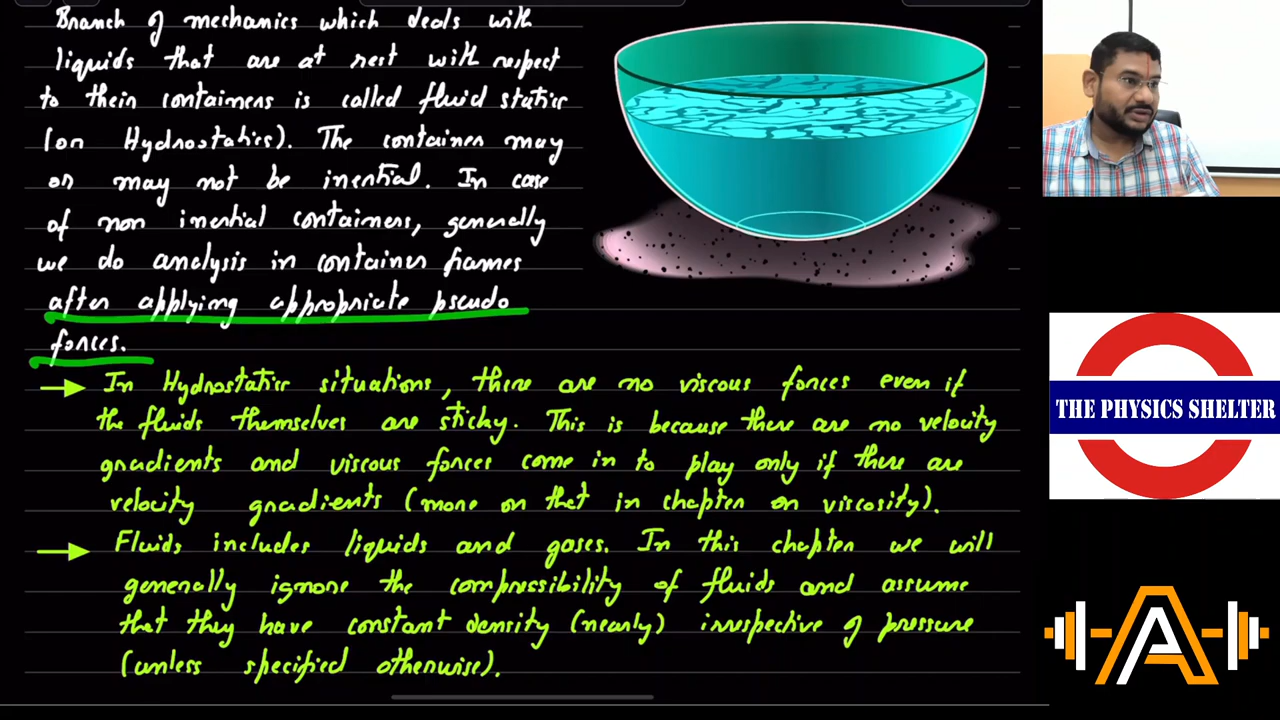 Branch of mechanics which deals with
liquids that are at rest with respect
to their containers is called fluid statics
(or Hydrostatics). The container may
or may not be inertial. In case
of non inertial containers, generally
we do analysis in container frames
after applying appropriate pseudo
forces.
→ In Hydrostatics situations, there are no viscous forces even if
the fluids themselves are sticky. This is because there are no velocity
gradients and viscous forces come in to play only if there are
velocity gradients (more on that in chapter on viscosity).
→ Fluids includes liquids and gases. In this chapter we will
generally ignore the compressibility of fluids and assume
that they have constant density (nearly) irrespective of pressure
(unless specified otherwise).
THE PHYSICS SHELTER
A